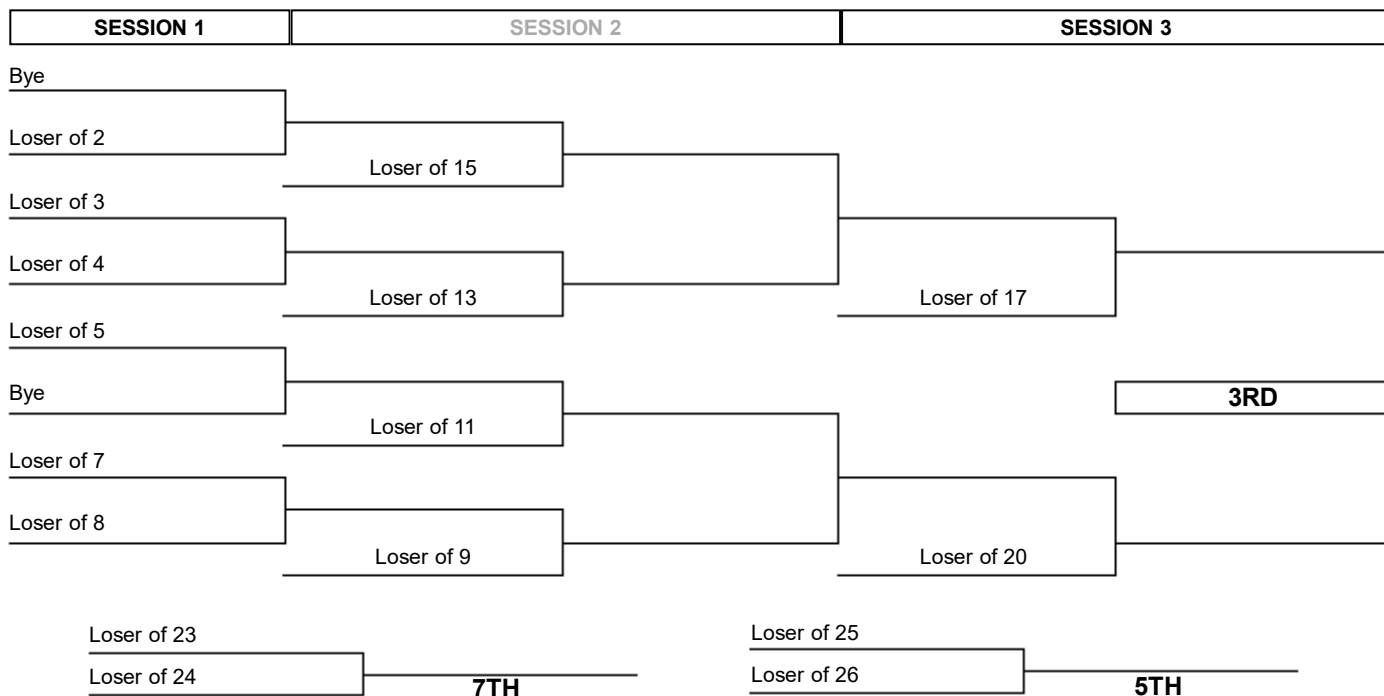 SESSION 1
SESSION 2
SESSION 3
Bye
Loser of 2
Loser of 15
Loser of 3
Loser of 4
Loser of 13
Loser of 17
Loser of 5
Bye
3RD
Loser of 11
Loser of 7
Loser of 8
Loser of 9
Loser of 20
Loser of 23
Loser of 24
7TH
Loser of 25
Loser of 26
5TH